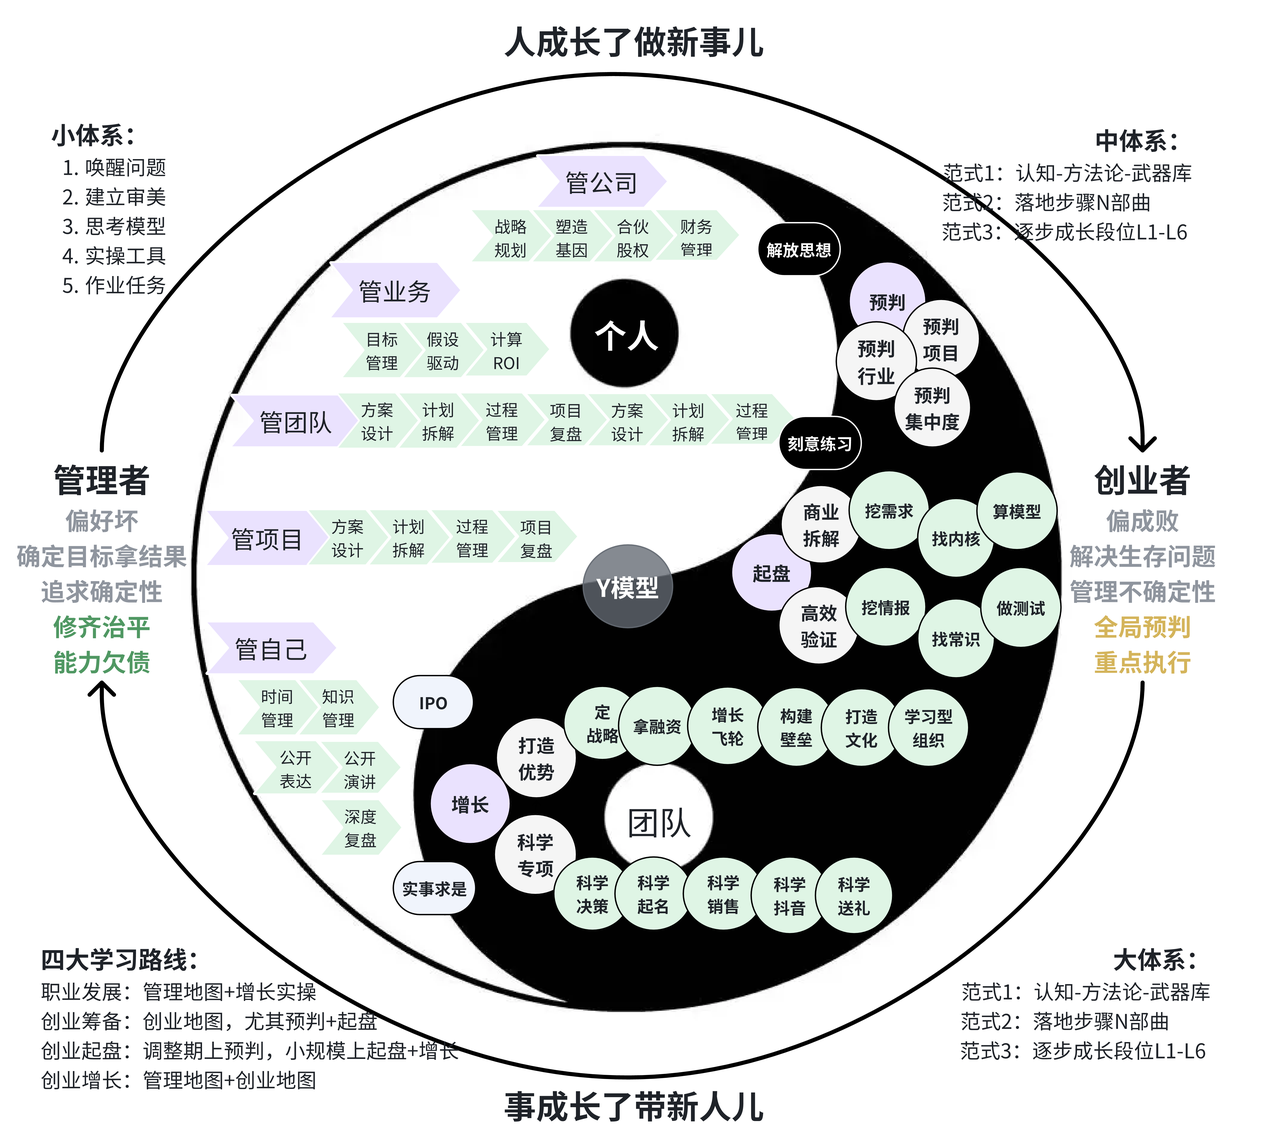 人成长了做新事儿
小体系：
1. 唤醒问题
2. 建立审美
3. 思考模型
4. 实操工具
5. 作业任务
中体系：
范式1：认知-方法论-武器库
范式2：落地步骤N部曲
范式3：逐步成长段位L1-L6
管公司
战略
规划
塑造
基因
合伙
股权
财务
管理
解放思想
管业务
目标
管理
假设
驱动
计算
ROI
个人
预判
预判
项目
预判
行业
预判
集中度
管团队
方案
设计
计划
拆解
过程
管理
项目
复盘
方案
设计
计划
拆解
过程
管理
刻意练习
管理者
偏好坏
确定目标拿结果
追求确定性
修齐治平
能力欠债
创业者
偏成败
解决生存问题
管理不确定性
全局预判
重点执行
管项目
方案
设计
计划
拆解
过程
管理
项目
复盘
Y模型
起盘
商业
拆解
挖需求
找内核
算模型
高效
验证
挖情报
找常识
做测试
管自己
时间
管理
知识
管理
公开
表达
公开
演讲
深度
复盘
IPO
增长
打造
优势
定
战略
拿融资
增长
飞轮
构建
壁垒
打造
文化
学习型
组织
团队
科学
专项
科学
决策
科学
起名
科学
销售
科学
抖音
科学
送礼
实事求是
四大学习路线：
职业发展：管理地图+增长实操
创业筹备：创业地图，尤其预判+起盘
创业起盘：调整期上预判，小规模上起盘+增长
创业增长：管理地图+创业地图
大体系：
范式1：认知-方法论-武器库
范式2：落地步骤N部曲
范式3：逐步成长段位L1-L6
事成长了带新人儿